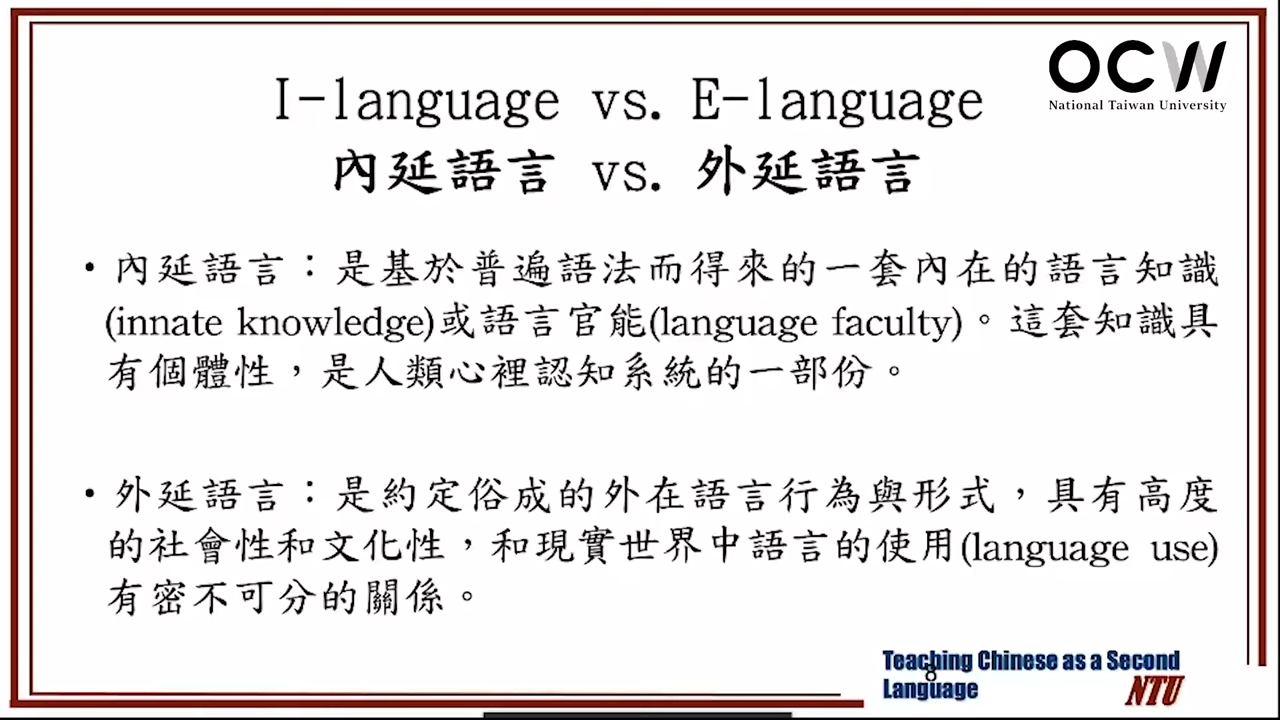 OCW
National Taiwan University
I-language vs. E-language
內延語言 vs. 外延語言
• 內延語言：是基於普遍語法而得來的一套內在的語言知識
(innate knowledge)或語言官能(language faculty)。這套知識具
有個體性，是人類心裡認知系統的一部份。
• 外延語言：是約定俗成的外在語言行為與形式，具有高度
的社會性和文化性，和現實世界中語言的使用(language use)
有密不可分的關係。
Teaching Chinese as a Second
Language
8
NTU